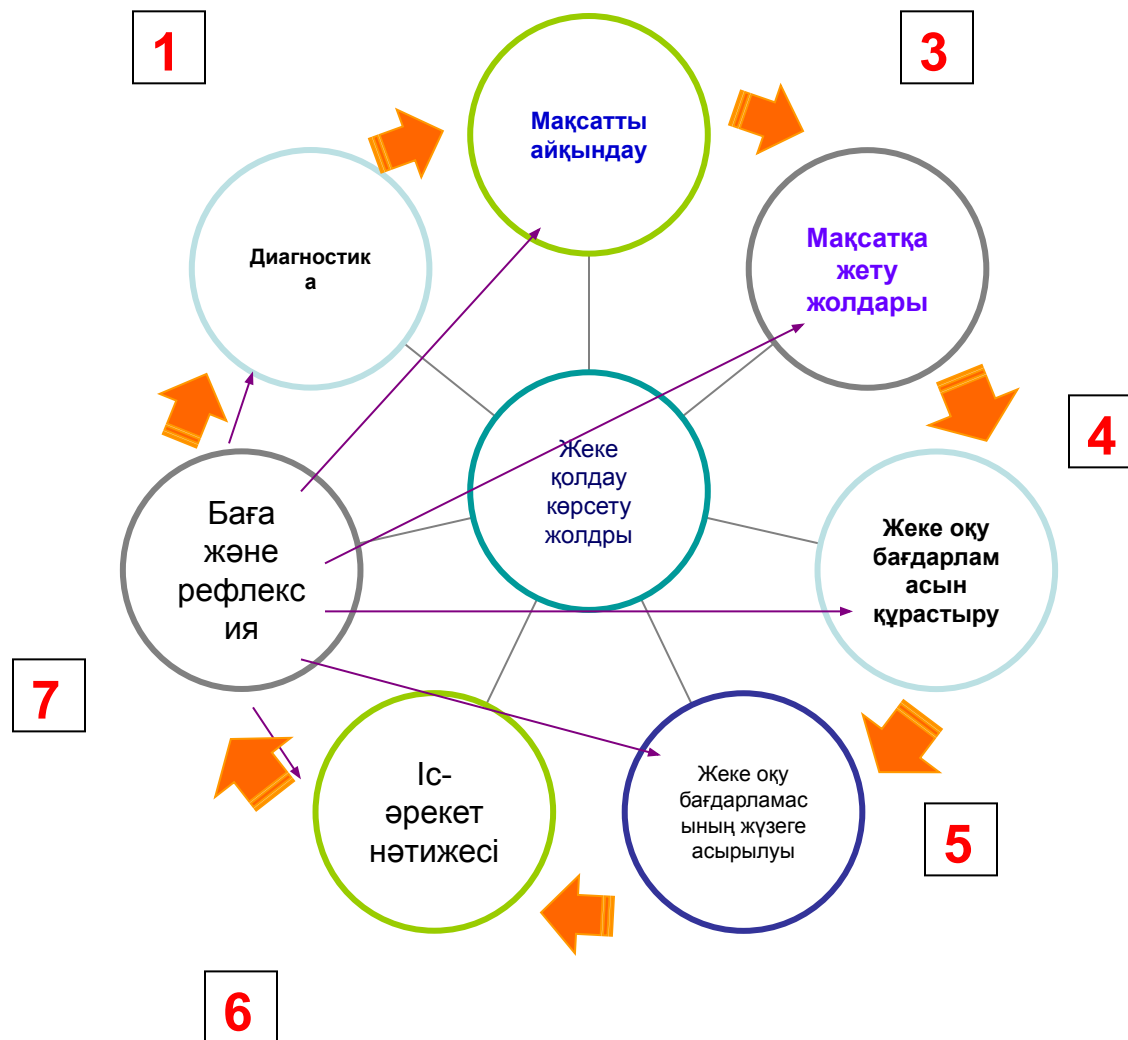 1
3
Мақсатты
айқындау
Диагностик
а
Мақсатқа
жету
жолдары
4
Жеке
қолдау
көрсету
жолдры
Баға
және
рефлекс
ия
Жеке оқу
бағдарлам
асын
құрастыру
7
Іс-
әрекет
нәтижесі
Жеке оқу
бағдарламас
ының жүзеге
асырылуы
5
6